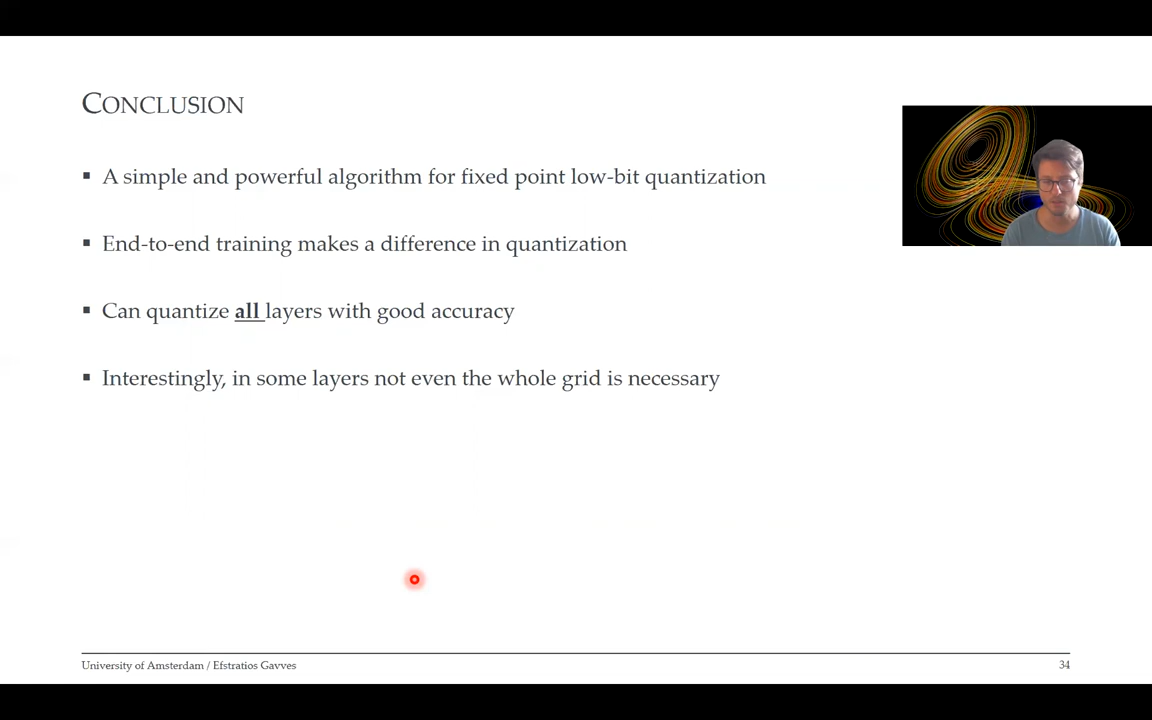 CONCLUSION
▪ A simple and powerful algorithm for fixed point low-bit quantization
▪ End-to-end training makes a difference in quantization
▪ Can quantize all layers with good accuracy
▪ Interestingly, in some layers not even the whole grid is necessary
University of Amsterdam / Efstratios Gavves
34